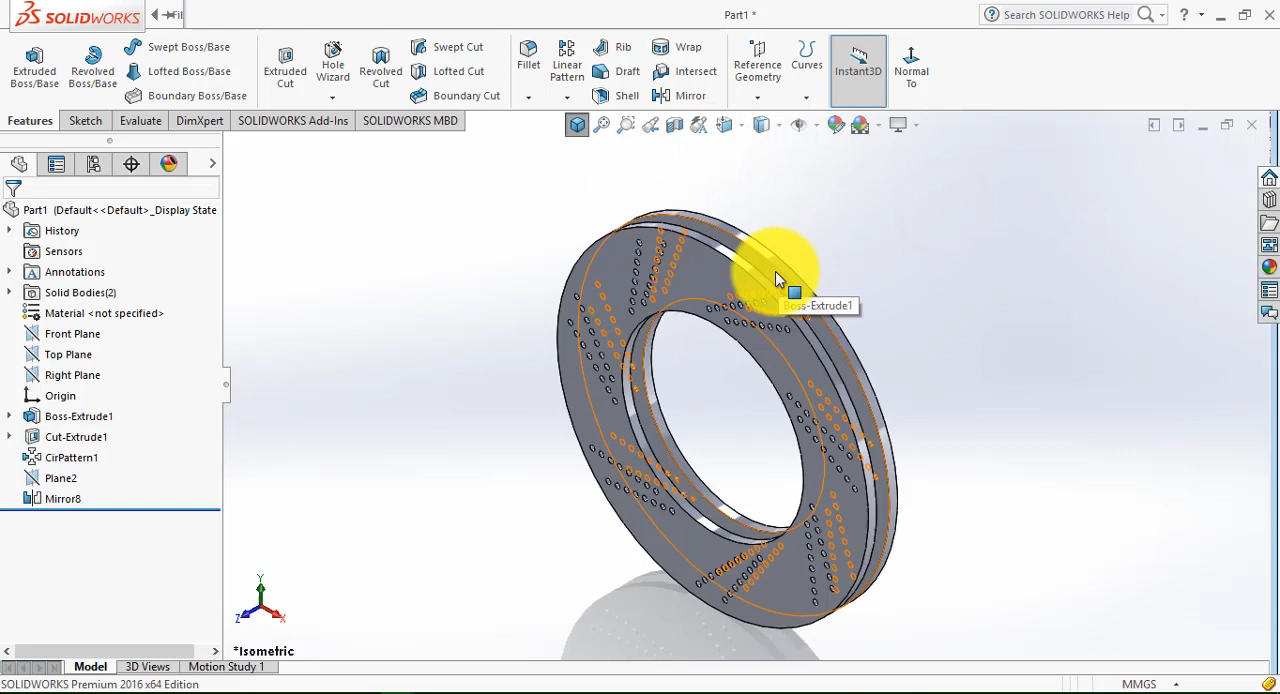 SOLIDWORKS
Fil
Part1 *
Search SOLIDWORKS Help
?
Extruded Boss/Base
Revolved Boss/Base
Swept Boss/Base
Lofted Boss/Base
Boundary Boss/Base
Extruded Cut
Hole Wizard
Revolved Cut
Swept Cut
Lofted Cut
Boundary Cut
Fillet
Linear Pattern
Rib
Draft
Shell
Wrap
Intersect
Mirror
Reference Geometry
Curves
Instant3D
Normal To
Features
Sketch
Evaluate
DimXpert
SOLIDWORKS Add-Ins
SOLIDWORKS MBD
Part1 (Default<<Default>_Display State
History
Sensors
Annotations
Solid Bodies(2)
Material <not specified>
Front Plane
Top Plane
Right Plane
Origin
Boss-Extrude1
Cut-Extrude1
CirPattern1
Plane2
Mirror8
Boss-Extrude1
Y
Z
X
*Isometric
Model
3D Views
Motion Study 1
SOLIDWORKS Premium 2016 x64 Edition
MMGS